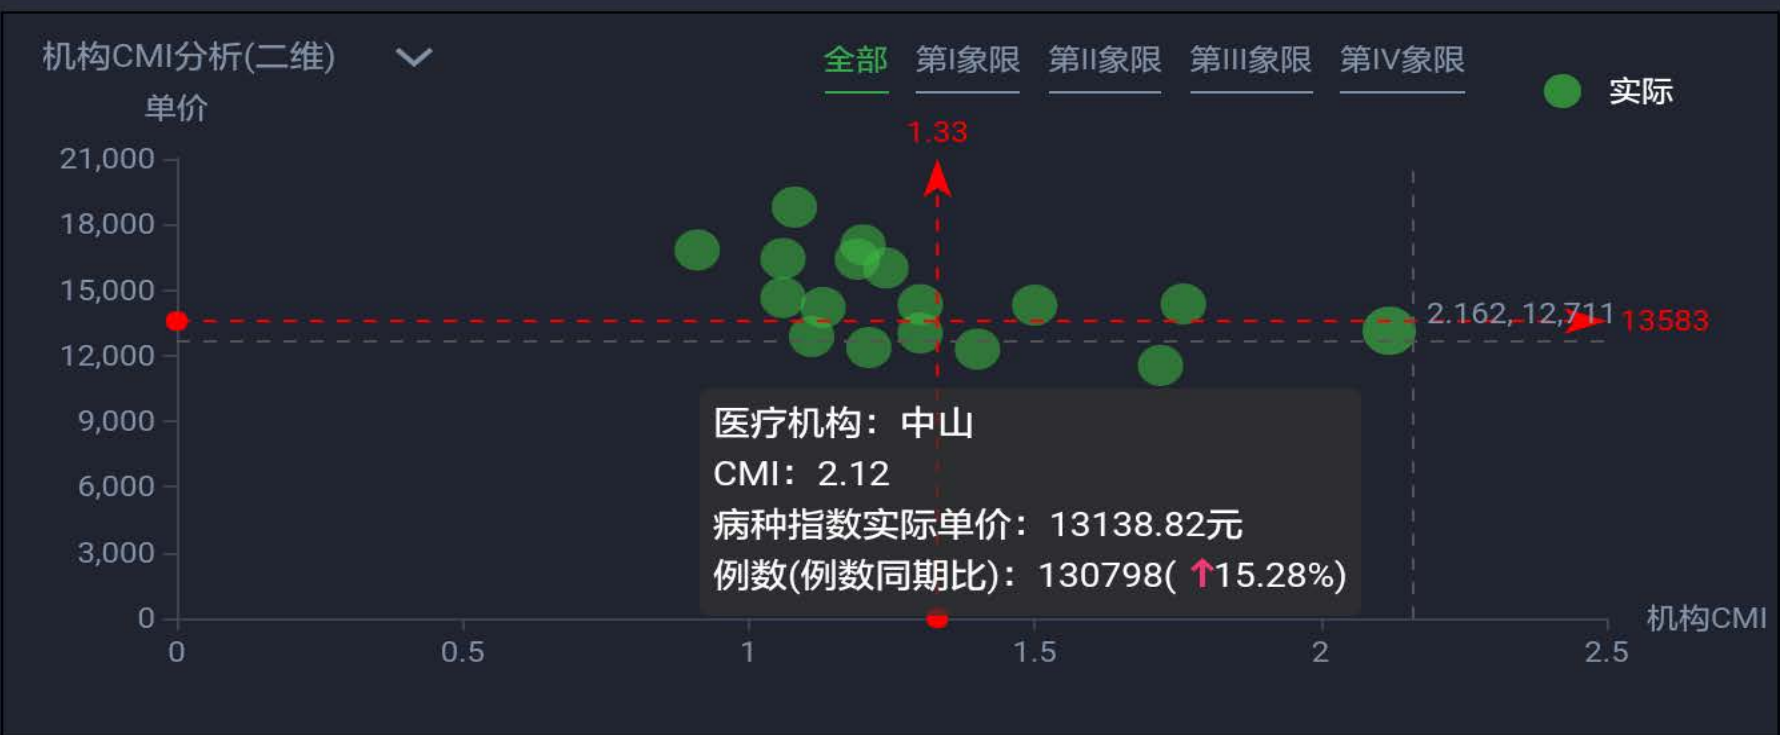 机构CMI分析(二维)
全部 第I象限 第II象限 第III象限 第IV象限
实际
单价
1.33
21,000
18,000
15,000
12,000
9,000
6,000
3,000
0
2.162, 12,711
13583
医疗机构：中山
CMI：2.12
病种指数实际单价：13138.82元
例数(例数同期比)：130798( ↑15.28%)
机构CMI
0 0.5 1 1.5 2 2.5